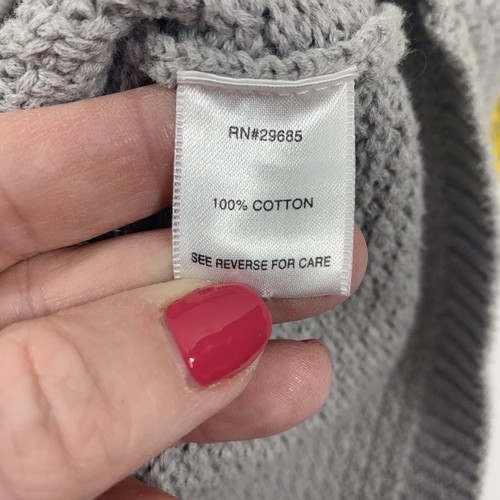 RN#29685
100% COTTON
SEE REVERSE FOR CARE